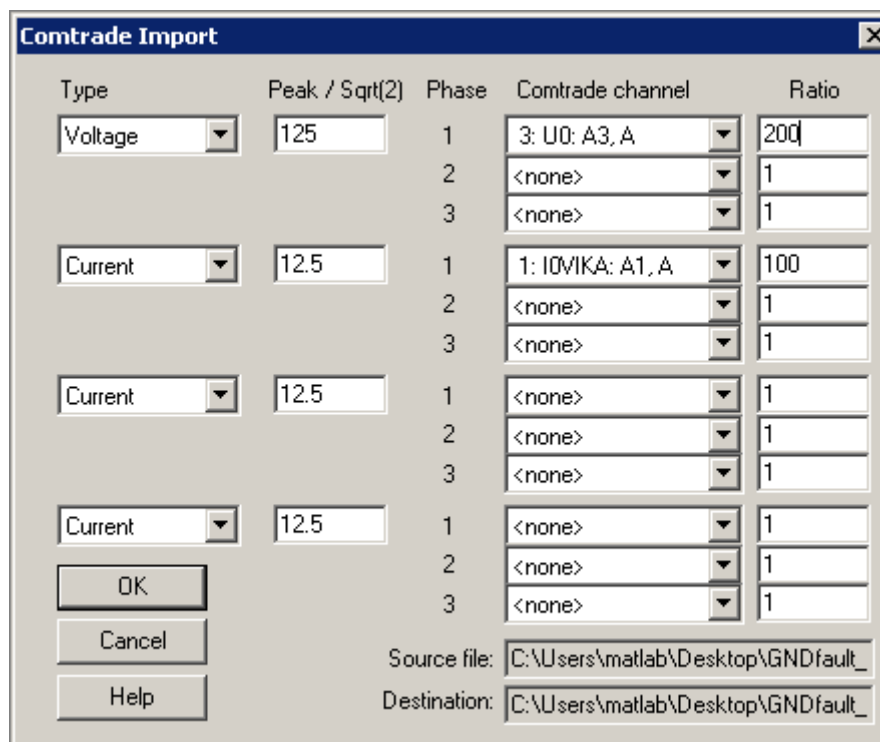 Comtrade Import
Type Peak / Sqrt(2) Phase Comtrade channel Ratio
Voltage 125 1 3: U0: A3, A 200
2 <none> 1
3 <none> 1
Current 12.5 1 1: I0VIKA: A1, A 100
2 <none> 1
3 <none> 1
Current 12.5 1 <none> 1
2 <none> 1
3 <none> 1
Current 12.5 1 <none> 1
2 <none> 1
OK
3 <none> 1
Cancel
Source file: C:\Users\matlab\Desktop\GNDfault_
Help
Destination: C:\Users\matlab\Desktop\GNDfault_